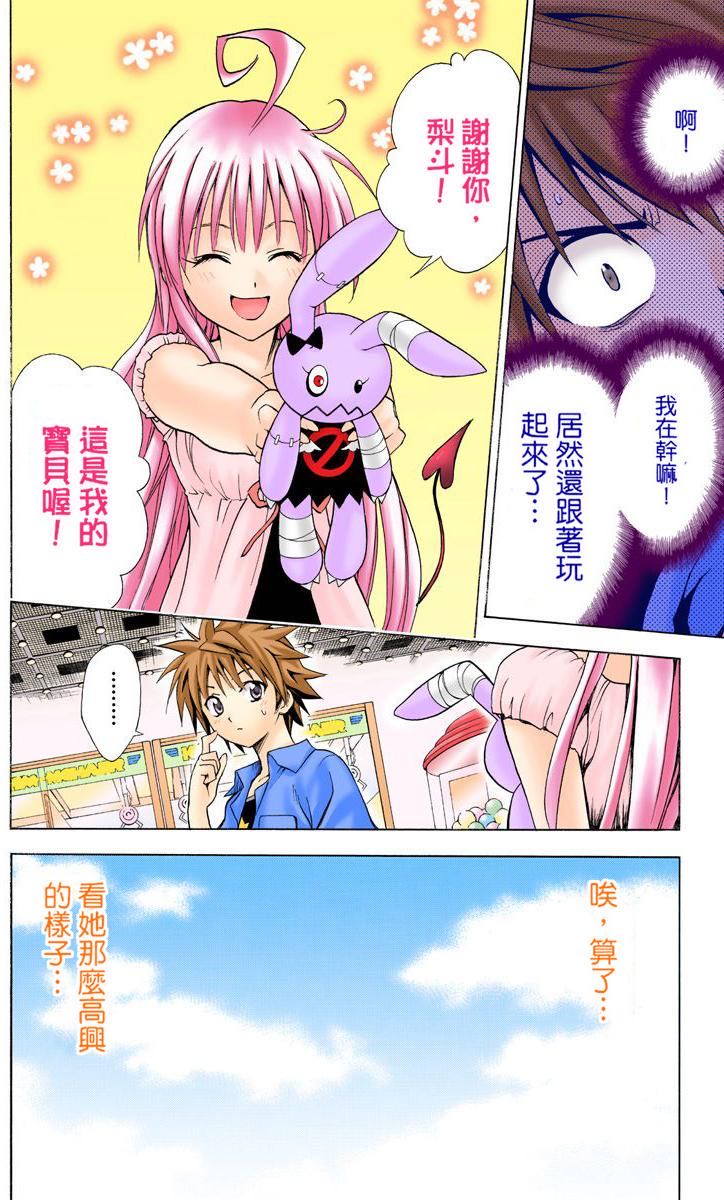 啊！
我在幹嘛！
居然還跟著玩
起來了…
謝謝你，
梨斗！
這是我的
寶貝喔！
………
唉，算了…
看她那麼高興
的樣子…